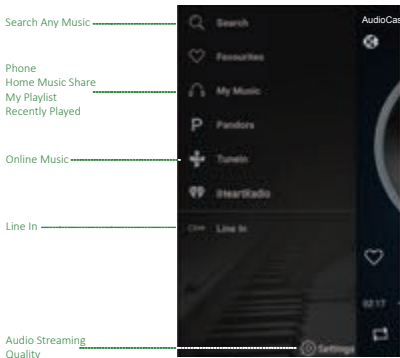 Search Any Music
Phone
Home Music Share
My Playlist
Recently Played
Online Music
Line In
Audio Streaming
Quality
Search
Favourites
My Music
Pandora
TuneIn
iHeartRadio
Line In
Settings
AudioCas
02:17